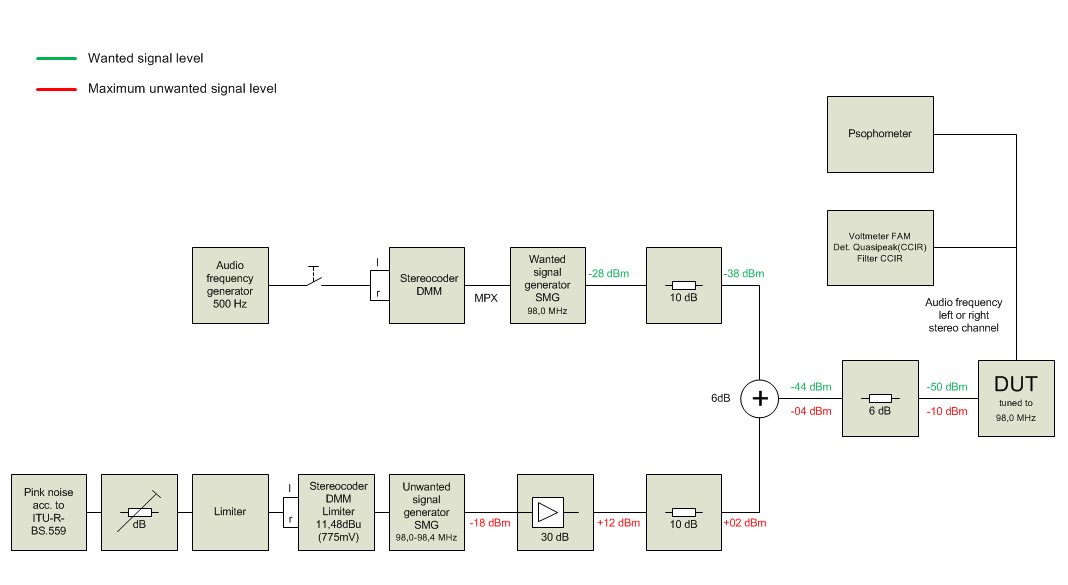 Wanted signal level
Maximum unwanted signal level
Psophometer
Voltmeter FAM
Det. Quasipeak(CCIR)
Filter CCIR
Audio frequency
left or right
stereo channel
Audio
frequency
generator
500 Hz
l
r
Stereocoder
DMM
MPX
Wanted
signal
generator
SMG
98,0 MHz
-28 dBm
10 dB
-38 dBm
6dB
+
-44 dBm
-04 dBm
6 dB
-50 dBm
-10 dBm
DUT
tuned to
98,0 MHz
Pink noise
acc. to
ITU-R-
BS.559
dB
Limiter
l
r
Stereocoder
DMM
Limiter
11,48dBu
(775mV)
Unwanted
signal
generator
SMG
98,0-98,4 MHz
-18 dBm
30 dB
+12 dBm
10 dB
+02 dBm